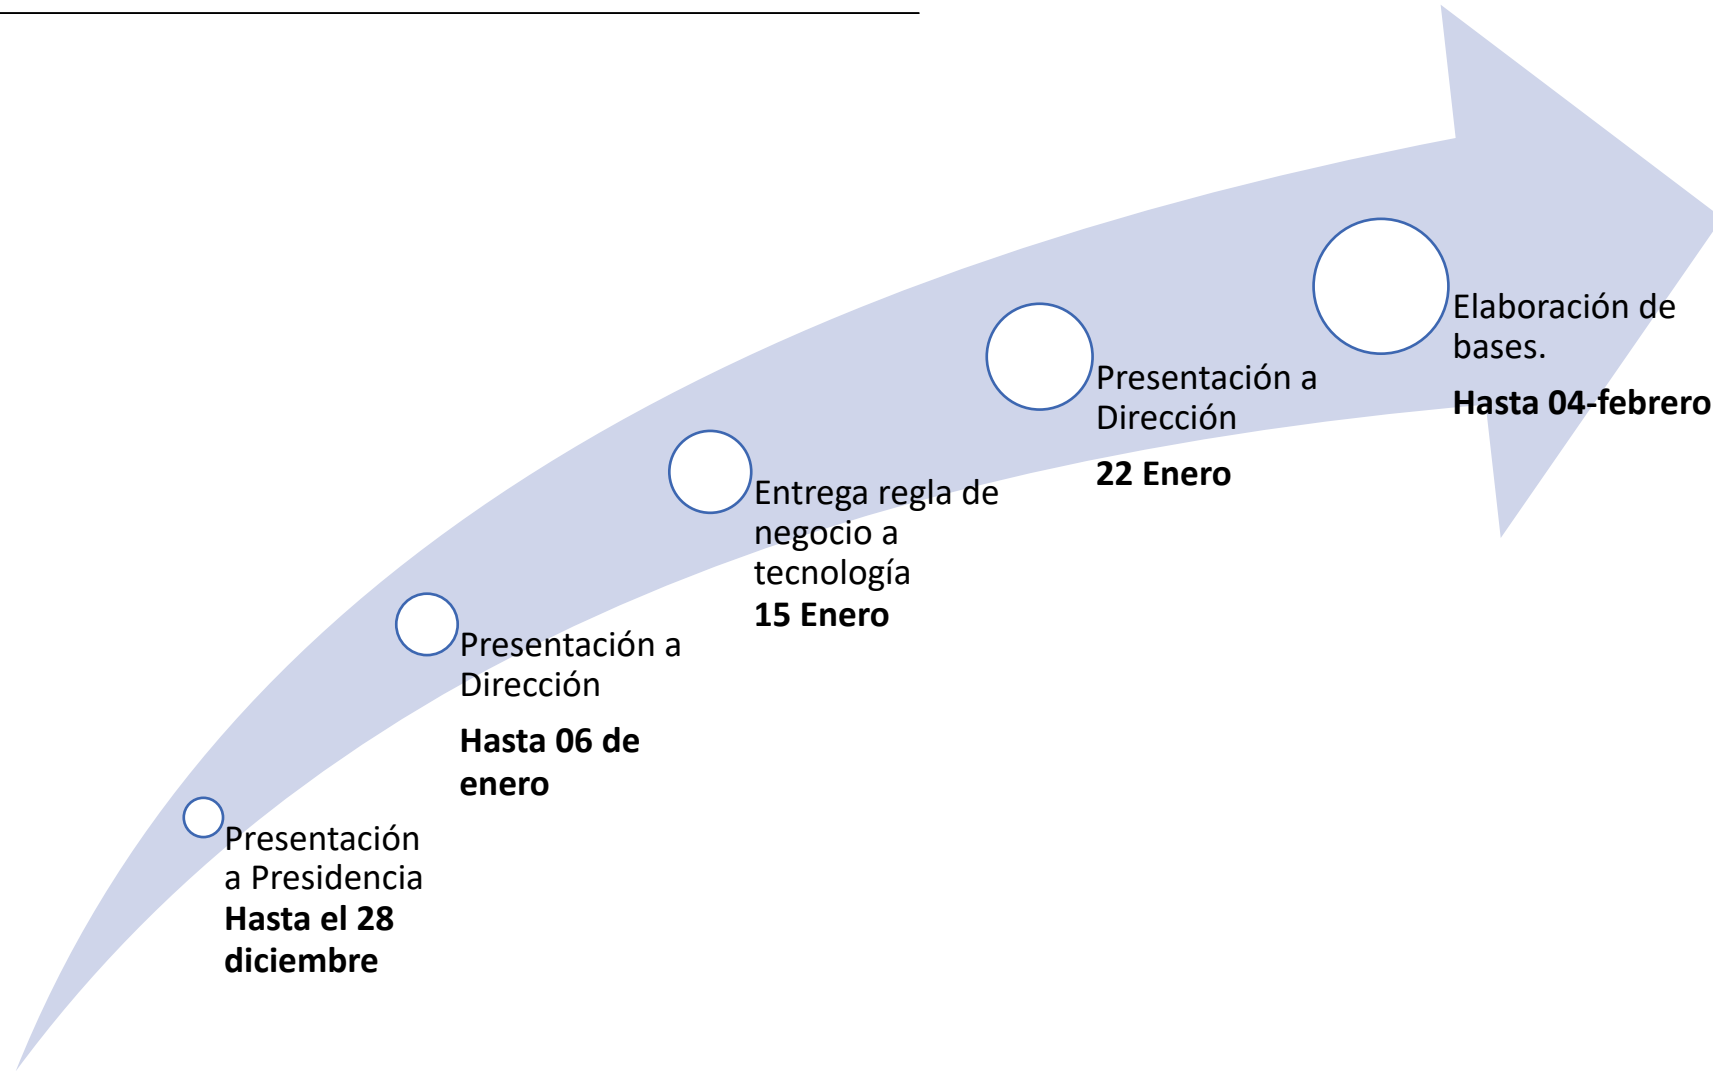 Presentación
a Presidencia
Hasta el 28
diciembre
Presentación a
Dirección
Hasta 06 de
enero
Entrega regla de
negocio a
tecnología
15 Enero
Presentación a
Dirección
22 Enero
Elaboración de
bases.
Hasta 04-febrero